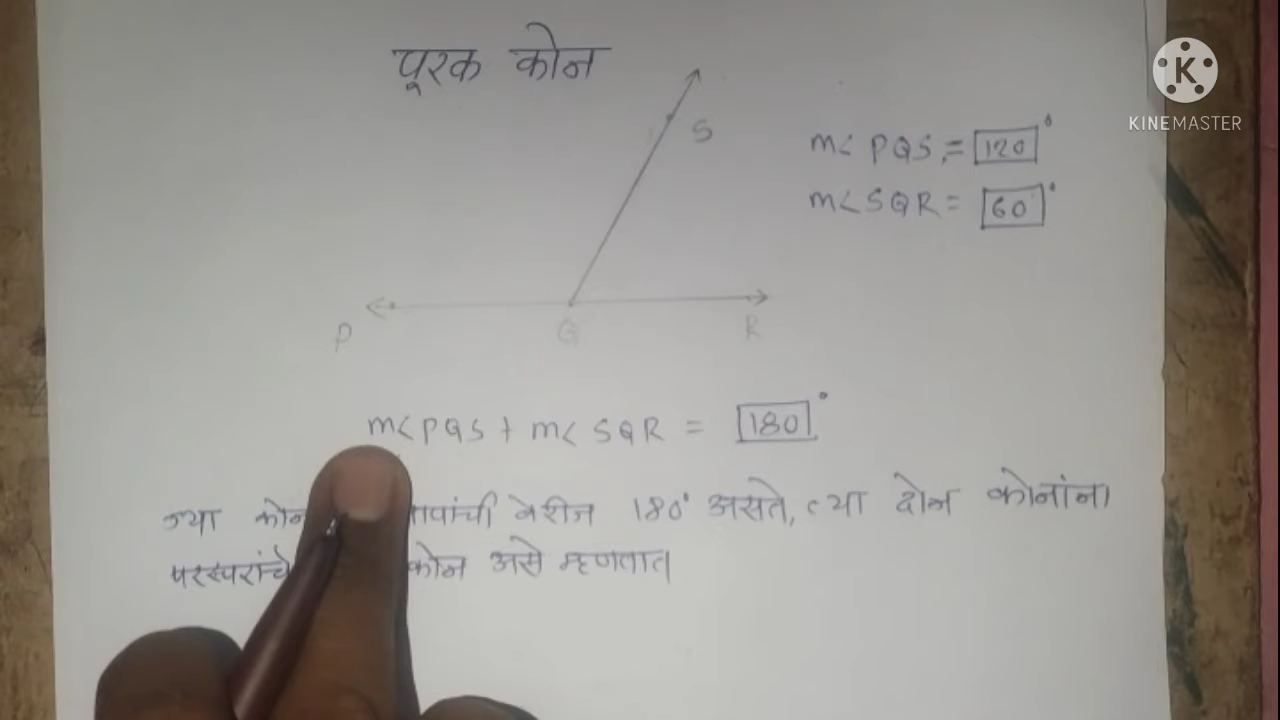 पूरक कोन
S
m< PQS = 120°
m< SQR = 60°
P Q R
m< PQS + m< SQR = 180°
ज्या बेरीज 180° असते, त्या दोन कोनांना
परस्परांचे कोन असे म्हणतात।
K
KINEMASTER